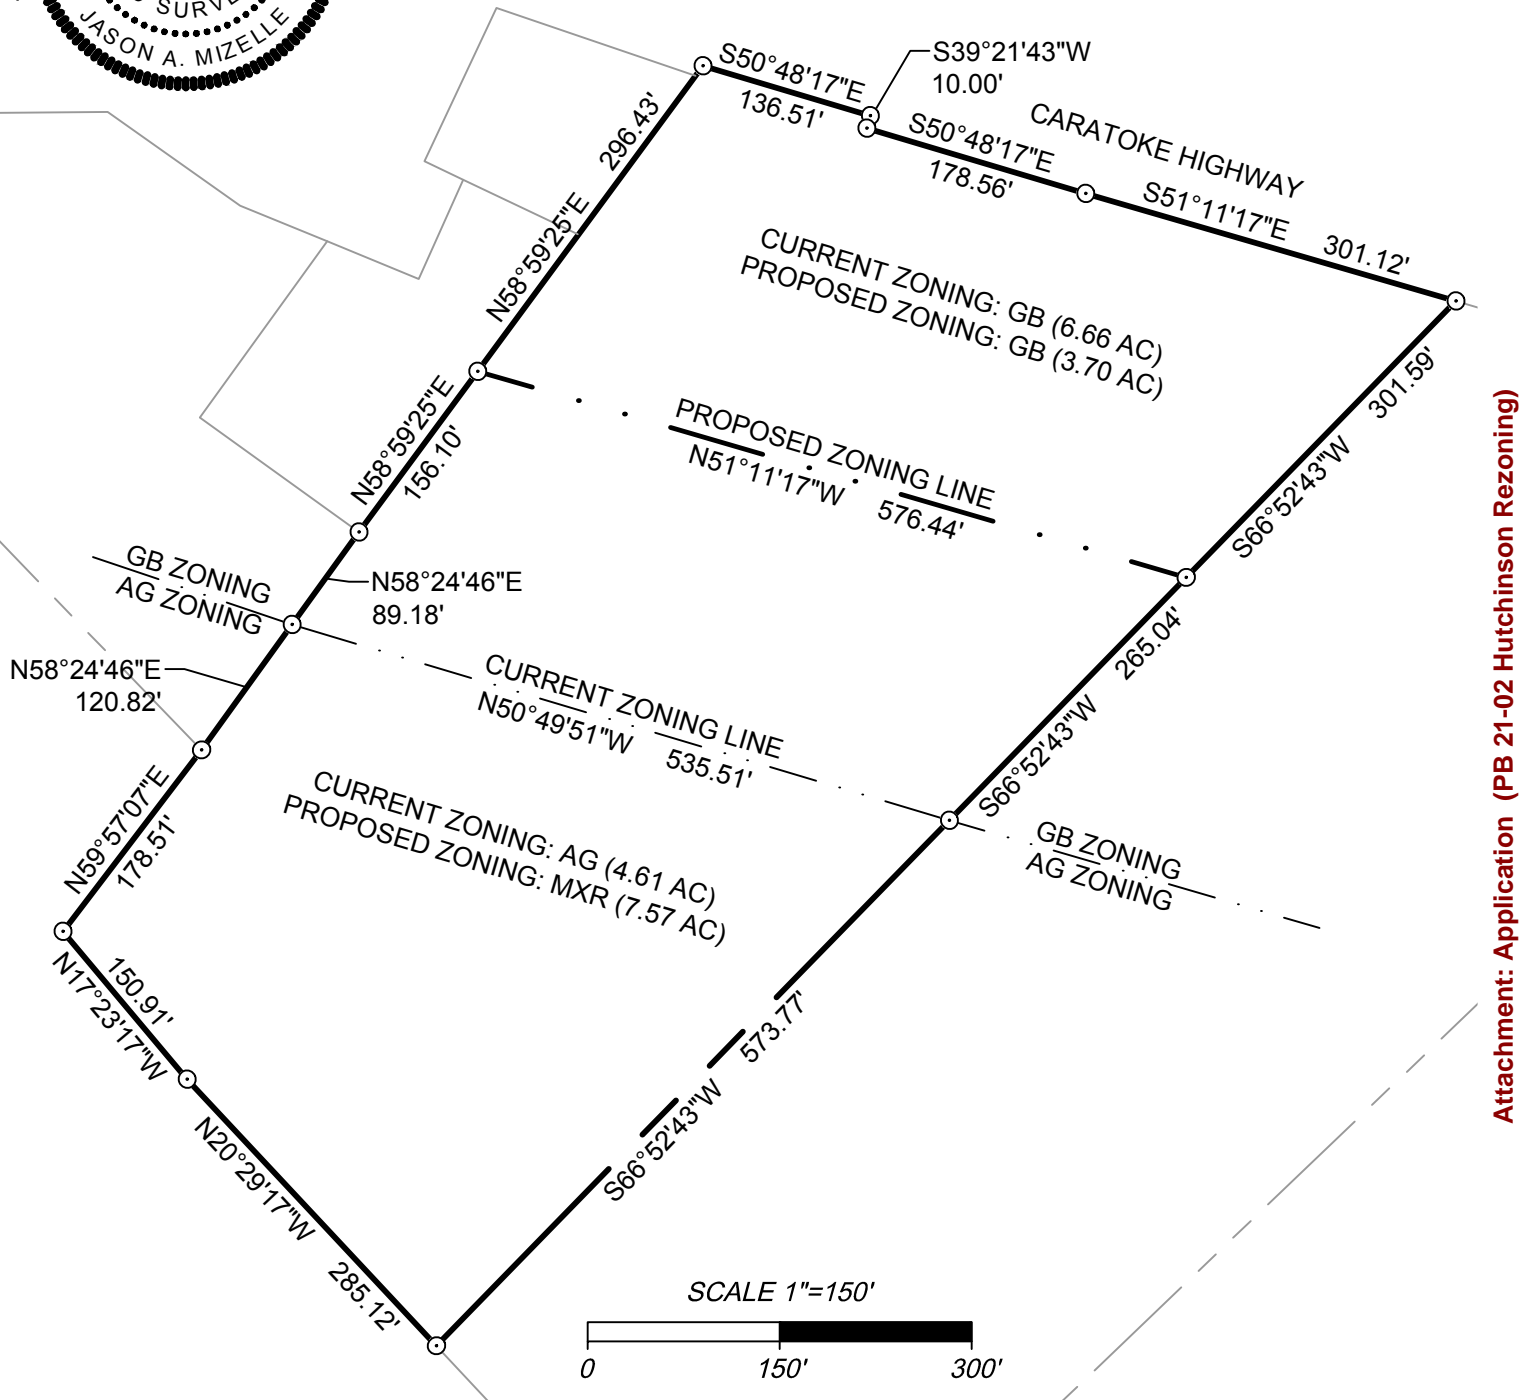 SURVE
JASON A. MIZELLE
S50°48'17"E
136.51'
S39°21'43"W
10.00'
CARATOKE HIGHWAY
S50°48'17"E
178.56'
S51°11'17"E 301.12'
296.43'
N58°59'25"E
CURRENT ZONING: GB (6.66 AC)
PROPOSED ZONING: GB (3.70 AC)
301.59'
S66°52'43"W
N58°59'25"E
156.10'
PROPOSED ZONING LINE
N51°11'17"W 576.44'
GB ZONING
AG ZONING
N58°24'46"E
89.18'
N58°24'46"E
120.82'
265.04'
S66°52'43"W
CURRENT ZONING LINE
N50°49'51"W 535.51'
N59°57'07"E
178.51'
CURRENT ZONING: AG (4.61 AC)
PROPOSED ZONING: MXR (7.57 AC)
GB ZONING
AG ZONING
150.91'
N17°23'17"W
573.77'
S66°52'43"W
N20°29'17"W 285.12'
SCALE 1"=150'
0 150' 300'
Attachment: Application (PB 21-02 Hutchinson Rezoning)